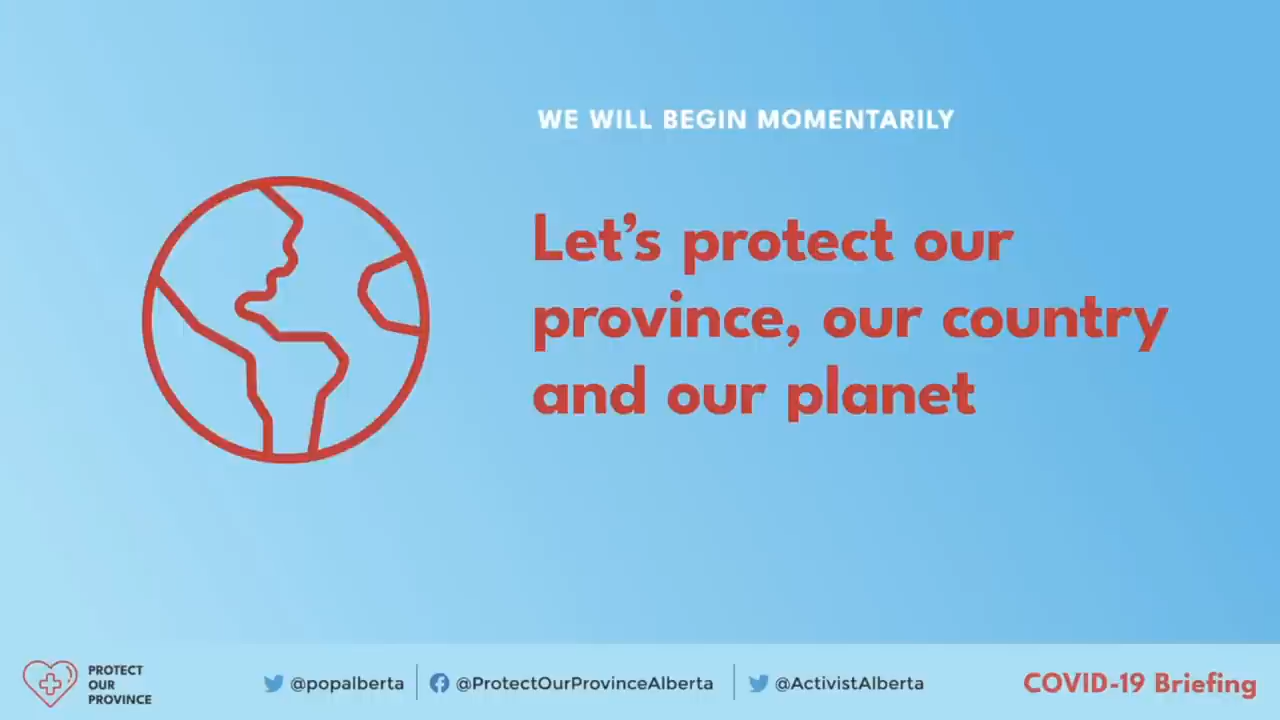 WE WILL BEGIN MOMENTARILY
Let's protect our
province, our country
and our planet
PROTECT
OUR
PROVINCE
@popalberta
@ProtectOurProvinceAlberta
@ActivistAlberta
COVID-19 Briefing